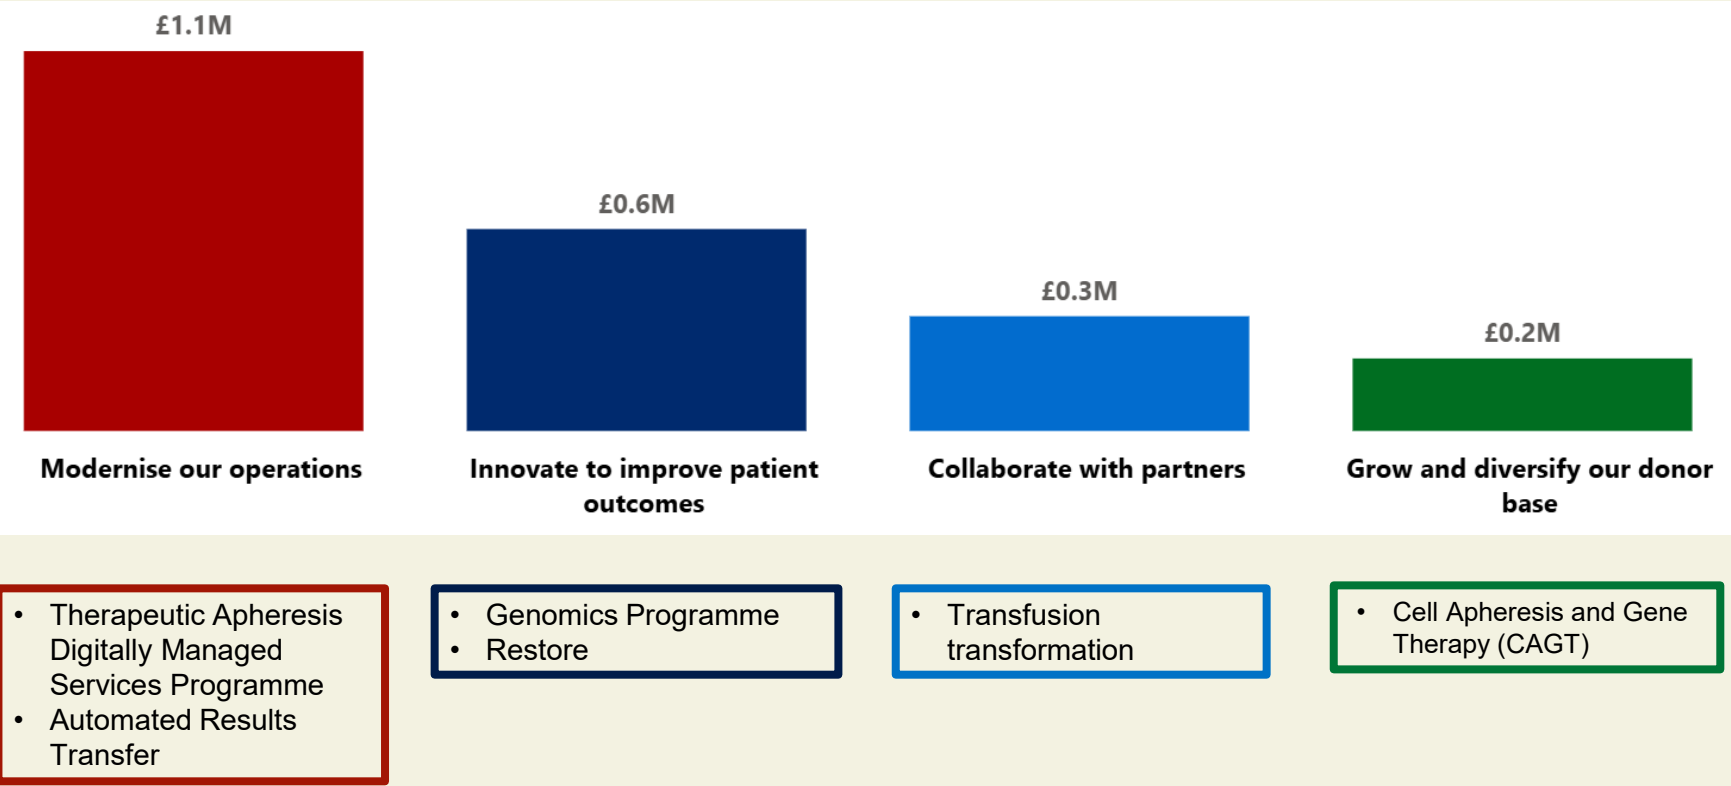 £1.1M
£0.6M
£0.3M
£0.2M
Modernise our operations
Innovate to improve patient
outcomes
Collaborate with partners
Grow and diversify our donor
base
• Therapeutic Apheresis
Digitally Managed
Services Programme
• Automated Results
Transfer
• Genomics Programme
• Restore
• Transfusion
transformation
• Cell Apheresis and Gene
Therapy (CAGT)